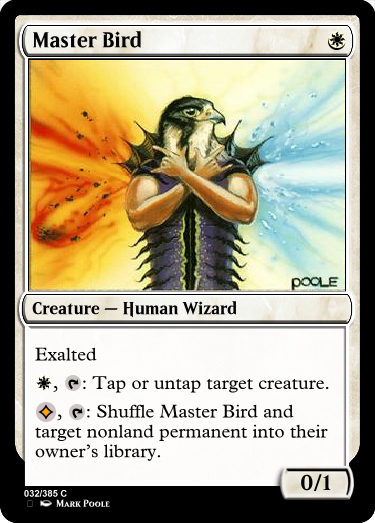 Master Bird
POOLE
Creature — Human Wizard
Exalted
, : Tap or untap target creature.
, : Shuffle Master Bird and
target nonland permanent into their
owner's library.
0/1
032/385 C
Mark Poole